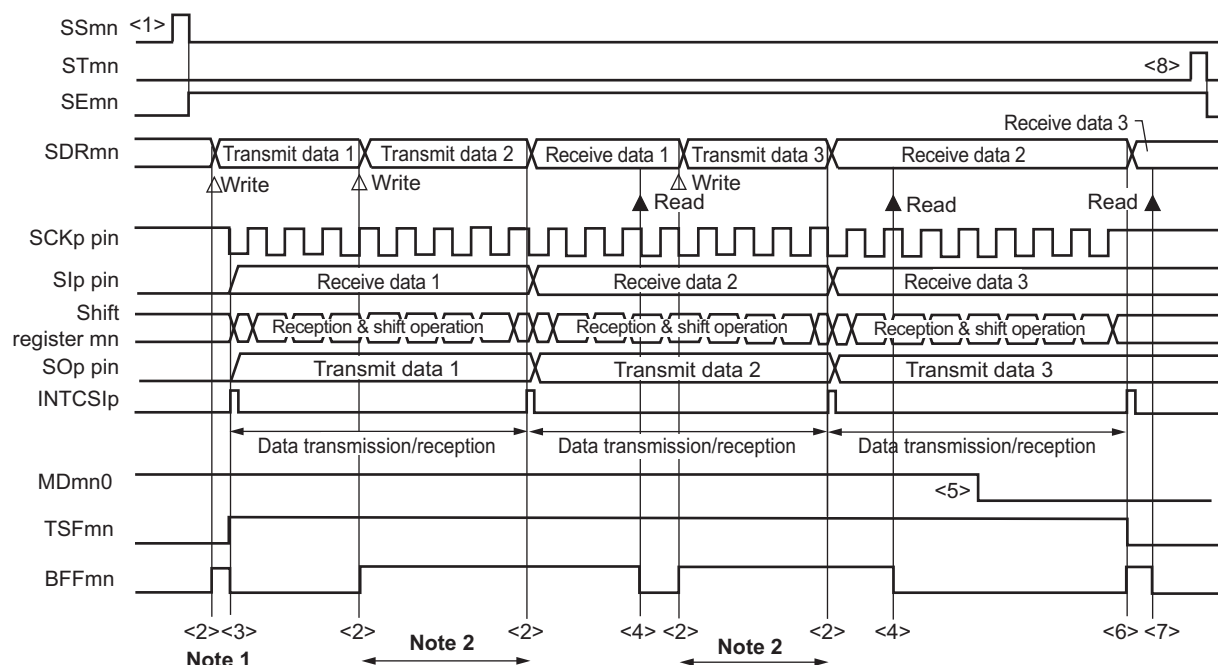 SSmn <1>
STmn <8>
SEmn
Receive data 3
SDRmn Transmit data 1 Transmit data 2 Receive data 1 Transmit data 3 Receive data 2
Write Write Write
Read Read Read
SCKp pin
SIp pin Receive data 1 Receive data 2 Receive data 3
Shift
register mn Reception & shift operation Reception & shift operation Reception & shift operation
SOp pin Transmit data 1 Transmit data 2 Transmit data 3
INTCSIp
Data transmission/reception Data transmission/reception Data transmission/reception
MDmn0 <5>
TSFmn
BFFmn
<2> <3> <2> <2> <4> <2> <2> <4> <6> <7>
Note 1 Note 2 Note 2